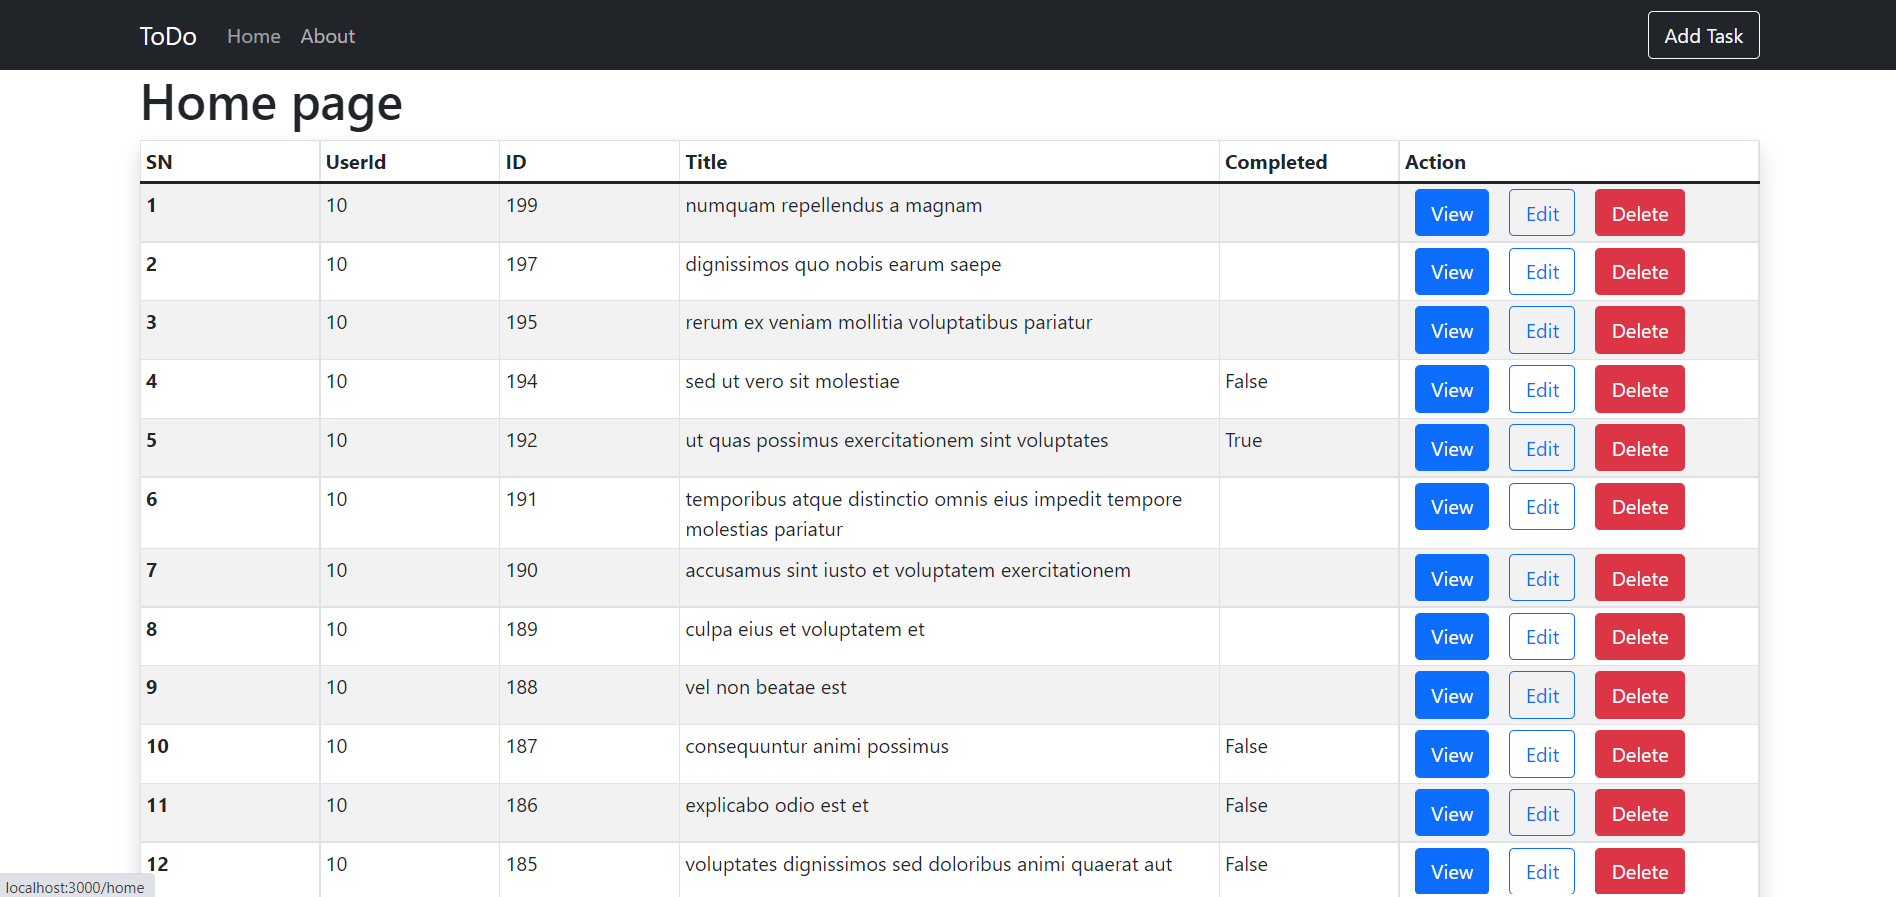 ToDo Home About Add Task
Home page
SN UserId ID Title Completed Action
1 10 199 numquam repellendus a magnam View Edit Delete
2 10 197 dignissimos quo nobis earum saepe View Edit Delete
3 10 195 rerum ex veniam mollitia voluptatibus pariatur View Edit Delete
4 10 194 sed ut vero sit molestiae False View Edit Delete
5 10 192 ut quas possimus exercitationem sint voluptates True View Edit Delete
6 10 191 temporibus atque distinctio omnis eius impedit tempore View Edit Delete
molestias pariatur
7 10 190 accusamus sint iusto et voluptatem exercitationem View Edit Delete
8 10 189 culpa eius et voluptatem et View Edit Delete
9 10 188 vel non beatae est View Edit Delete
10 10 187 consequuntur animi possimus False View Edit Delete
11 10 186 explicabo odio est et False View Edit Delete
12 10 185 voluptates dignissimos sed doloribus animi quaerat aut False View Edit Delete
localhost:3000/home